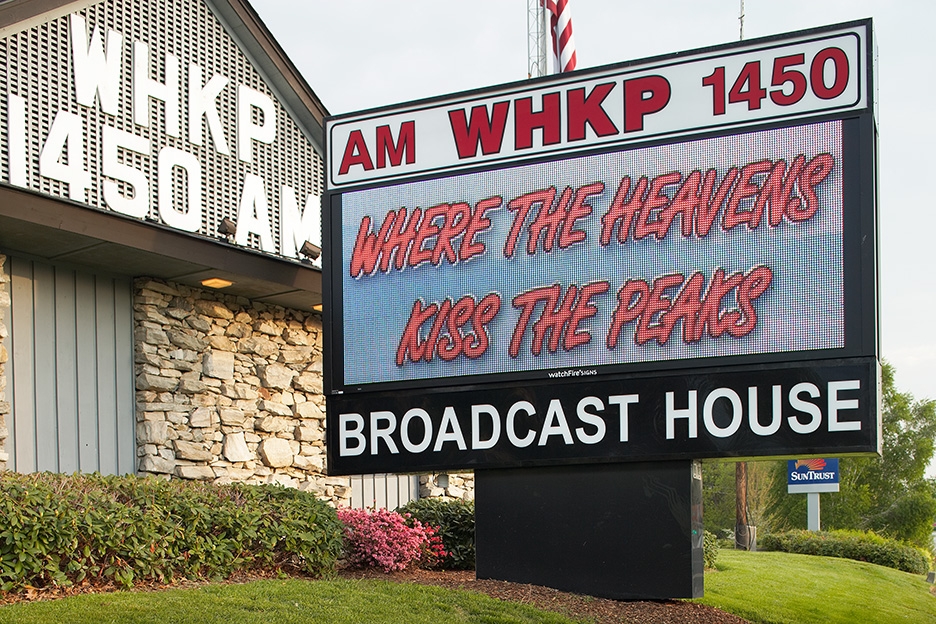 WHKP
1450 AM
AM WHKP 1450
WHERE THE HEAVENS
KISS THE PEAKS
watchFire SIGNS
BROADCAST HOUSE
SUNTRUST